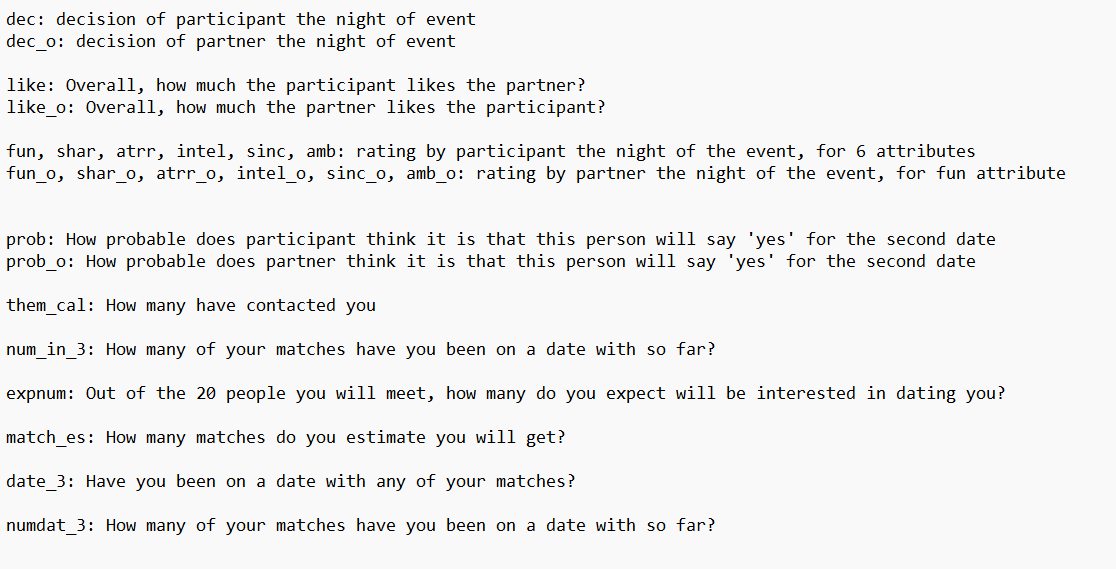 dec: decision of participant the night of event
dec_o: decision of partner the night of event
like: Overall, how much the participant likes the partner?
like_o: Overall, how much the partner likes the participant?
fun, shar, atrr, intel, sinc, amb: rating by participant the night of the event, for 6 attributes
fun_o, shar_o, atrr_o, intel_o, sinc_o, amb_o: rating by partner the night of the event, for fun attribute
prob: How probable does participant think it is that this person will say 'yes' for the second date
prob_o: How probable does partner think it is that this person will say 'yes' for the second date
them_cal: How many have contacted you
num_in_3: How many of your matches have you been on a date with so far?
expnum: Out of the 20 people you will meet, how many do you expect will be interested in dating you?
match_es: How many matches do you estimate you will get?
date_3: Have you been on a date with any of your matches?
numdat_3: How many of your matches have you been on a date with so far?